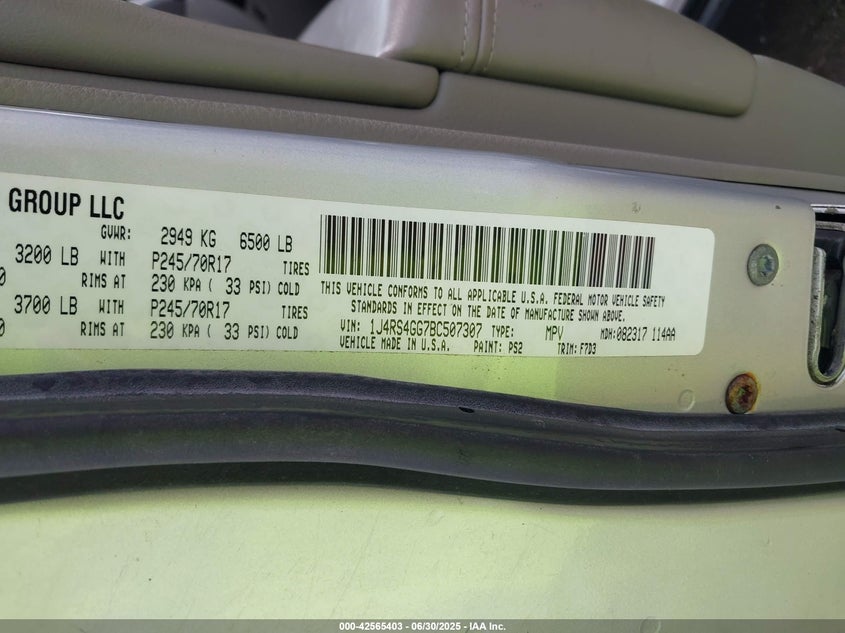 GROUP LLC
GVWR: 2949 KG 6500 LB
3200 LB WITH P245/70R17 TIRES
0 RIMS AT 230 KPA ( 33 PSI) COLD
3700 LB WITH P245/70R17 TIRES
0 RIMS AT 230 KPA ( 33 PSI) COLD
THIS VEHICLE CONFORMS TO ALL APPLICABLE U.S.A. FEDERAL MOTOR VEHICLE SAFETY
STANDARDS IN EFFECT ON THE DATE OF MANUFACTURE SHOWN ABOVE.
VIN: 1J4RS4GG7BC507307 TYPE: MPV MDH:082317 114AA
VEHICLE MADE IN U.S.A. PAINT: PS2 TRIM: F7D3
000-42565403 - 06/30/2025 - IAA Inc.